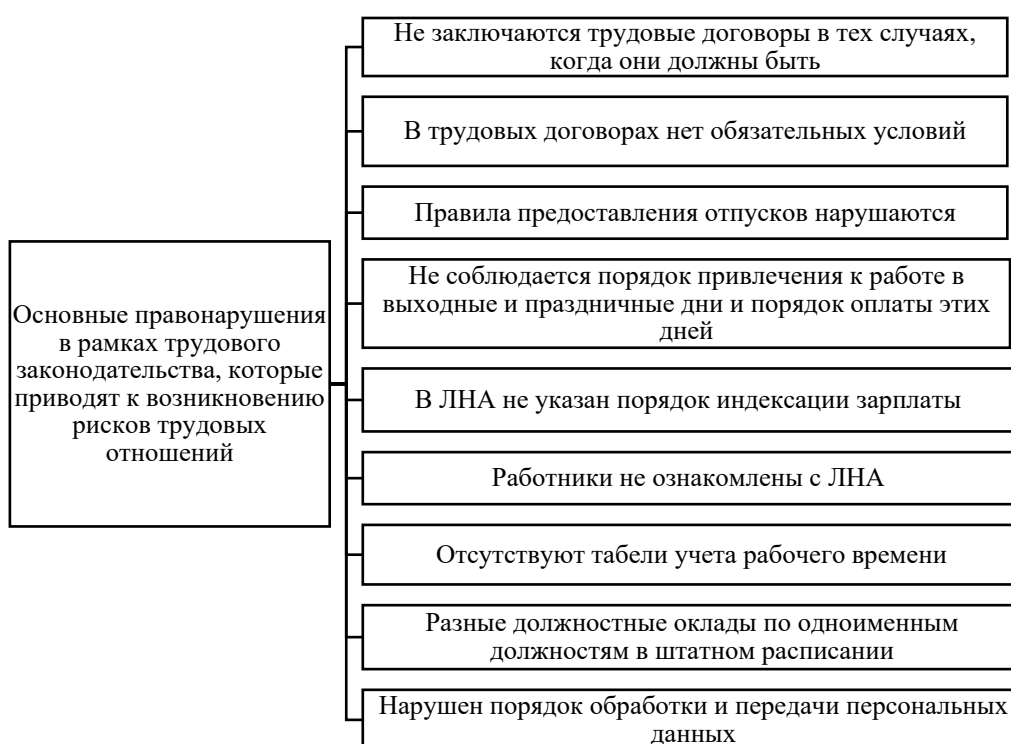 Основные правонарушения
в рамках трудового
законодательства, которые
приводят к возникновению
рисков трудовых
отношений
Не заключаются трудовые договоры в тех случаях,
когда они должны быть
В трудовых договорах нет обязательных условий
Правила предоставления отпусков нарушаются
Не соблюдается порядок привлечения к работе в
выходные и праздничные дни и порядок оплаты этих
дней
В ЛНА не указан порядок индексации зарплаты
Работники не ознакомлены с ЛНА
Отсутствуют табели учета рабочего времени
Разные должностные оклады по одноименным
должностям в штатном расписании
Нарушен порядок обработки и передачи персональных
данных